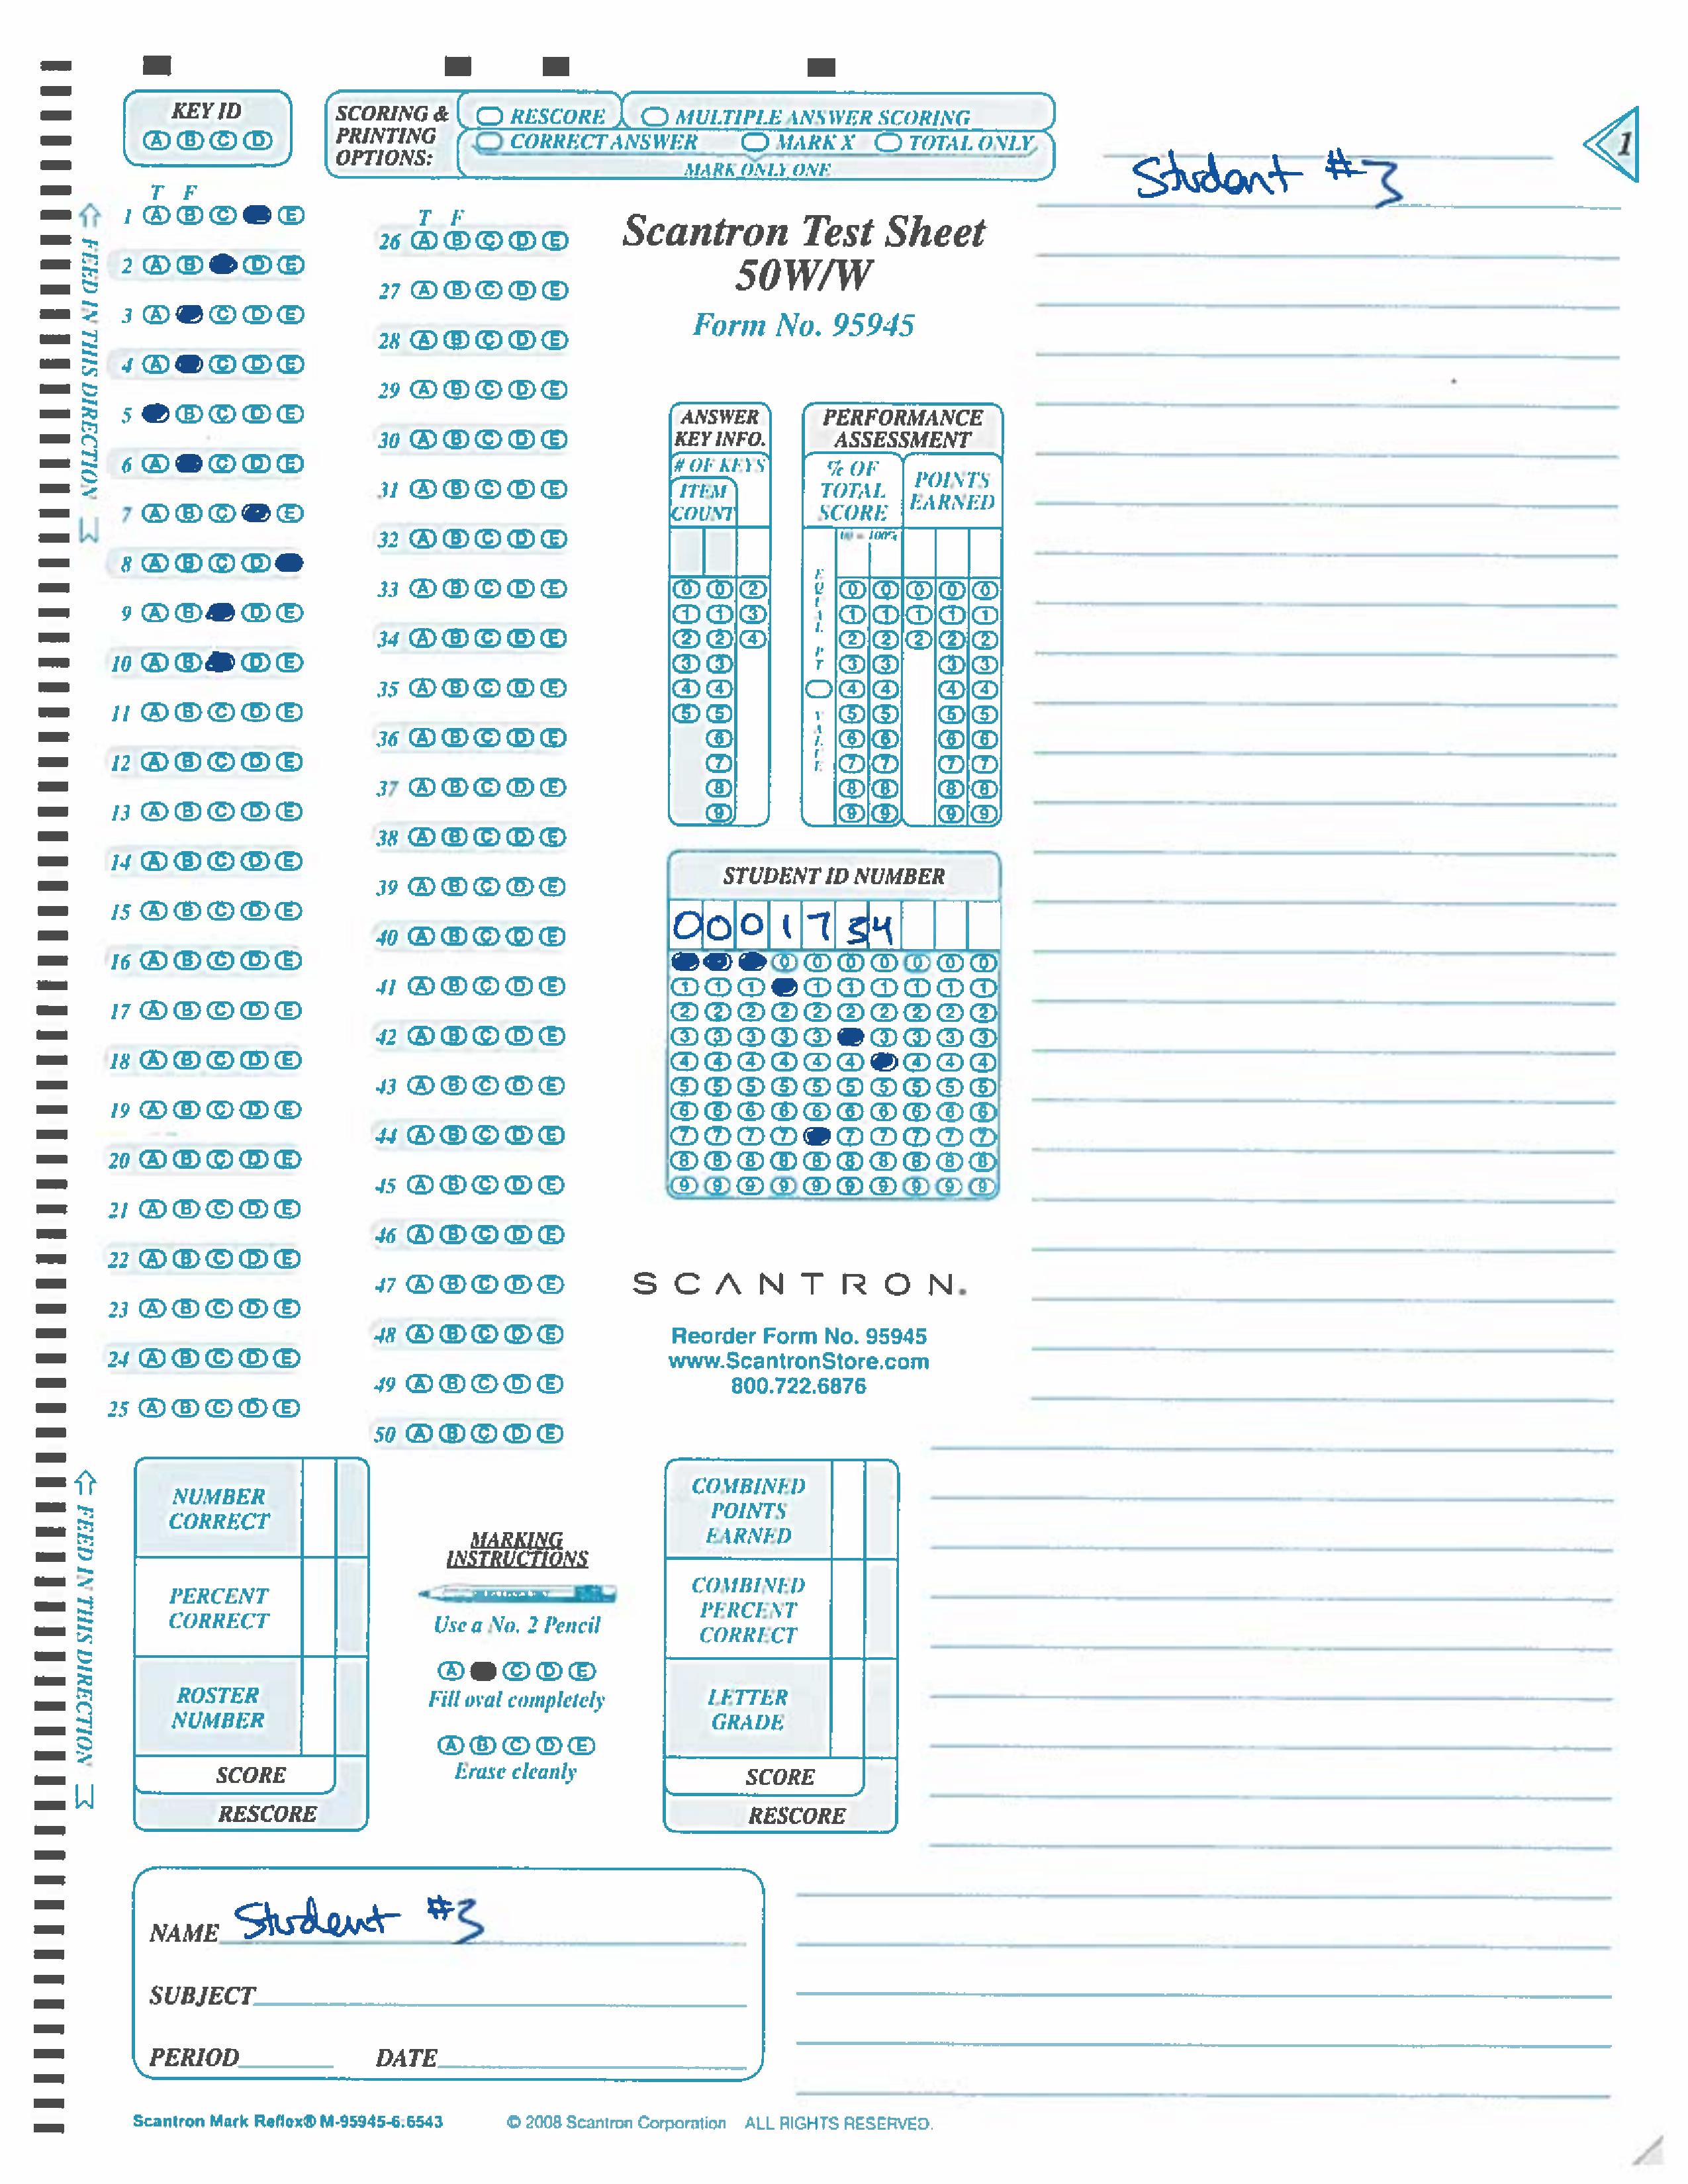 KEY ID
Ⓐ Ⓑ Ⓒ Ⓓ
SCORING & PRINTING OPTIONS:
RESCORE
MULTIPLE ANSWER SCORING
CORRECT ANSWER
MARK X
TOTAL ONLY
MARK ONLY ONE
Student #3
1
T F
1 Ⓐ Ⓑ Ⓒ ● Ⓔ
2 Ⓐ Ⓑ ● Ⓓ Ⓔ
3 Ⓐ ● Ⓒ Ⓓ Ⓔ
4 Ⓐ ● Ⓒ Ⓓ Ⓔ
5 ● Ⓑ Ⓒ Ⓓ Ⓔ
6 Ⓐ ● Ⓒ Ⓓ Ⓔ
7 Ⓐ Ⓑ Ⓒ ● Ⓔ
8 Ⓐ Ⓑ Ⓒ Ⓓ ●
9 Ⓐ Ⓑ ● Ⓓ Ⓔ
10 Ⓐ Ⓑ ● Ⓓ Ⓔ
11 Ⓐ Ⓑ Ⓒ Ⓓ Ⓔ
12 Ⓐ Ⓑ Ⓒ Ⓓ Ⓔ
13 Ⓐ Ⓑ Ⓒ Ⓓ Ⓔ
14 Ⓐ Ⓑ Ⓒ Ⓓ Ⓔ
15 Ⓐ Ⓑ Ⓒ Ⓓ Ⓔ
16 Ⓐ Ⓑ Ⓒ Ⓓ Ⓔ
17 Ⓐ Ⓑ Ⓒ Ⓓ Ⓔ
18 Ⓐ Ⓑ Ⓒ Ⓓ Ⓔ
19 Ⓐ Ⓑ Ⓒ Ⓓ Ⓔ
20 Ⓐ Ⓑ Ⓒ Ⓓ Ⓔ
21 Ⓐ Ⓑ Ⓒ Ⓓ Ⓔ
22 Ⓐ Ⓑ Ⓒ Ⓓ Ⓔ
23 Ⓐ Ⓑ Ⓒ Ⓓ Ⓔ
24 Ⓐ Ⓑ Ⓒ Ⓓ Ⓔ
25 Ⓐ Ⓑ Ⓒ Ⓓ Ⓔ
FEED IN THIS DIRECTION
FEED IN THIS DIRECTION
T F
26 Ⓐ Ⓑ Ⓒ Ⓓ Ⓔ
27 Ⓐ Ⓑ Ⓒ Ⓓ Ⓔ
28 Ⓐ Ⓑ Ⓒ Ⓓ Ⓔ
29 Ⓐ Ⓑ Ⓒ Ⓓ Ⓔ
30 Ⓐ Ⓑ Ⓒ Ⓓ Ⓔ
31 Ⓐ Ⓑ Ⓒ Ⓓ Ⓔ
32 Ⓐ Ⓑ Ⓒ Ⓓ Ⓔ
33 Ⓐ Ⓑ Ⓒ Ⓓ Ⓔ
34 Ⓐ Ⓑ Ⓒ Ⓓ Ⓔ
35 Ⓐ Ⓑ Ⓒ Ⓓ Ⓔ
36 Ⓐ Ⓑ Ⓒ Ⓓ Ⓔ
37 Ⓐ Ⓑ Ⓒ Ⓓ Ⓔ
38 Ⓐ Ⓑ Ⓒ Ⓓ Ⓔ
39 Ⓐ Ⓑ Ⓒ Ⓓ Ⓔ
40 Ⓐ Ⓑ Ⓒ Ⓓ Ⓔ
41 Ⓐ Ⓑ Ⓒ Ⓓ Ⓔ
42 Ⓐ Ⓑ Ⓒ Ⓓ Ⓔ
43 Ⓐ Ⓑ Ⓒ Ⓓ Ⓔ
44 Ⓐ Ⓑ Ⓒ Ⓓ Ⓔ
45 Ⓐ Ⓑ Ⓒ Ⓓ Ⓔ
46 Ⓐ Ⓑ Ⓒ Ⓓ Ⓔ
47 Ⓐ Ⓑ Ⓒ Ⓓ Ⓔ
48 Ⓐ Ⓑ Ⓒ Ⓓ Ⓔ
49 Ⓐ Ⓑ Ⓒ Ⓓ Ⓔ
50 Ⓐ Ⓑ Ⓒ Ⓓ Ⓔ
Scantron Test Sheet
50W/W
Form No. 95945
ANSWER
KEY INFO.
# OF KEYS
ITEM
COUNT
0 0 2
1 1 3
2 2 4
3 3
4 4
5 5
6
7
8
9
PERFORMANCE
ASSESSMENT
% OF
TOTAL
SCORE
POINTS
EARNED
00 = 100%
EQUAL PT VALUE
0 0 0 0 0
1 1 1 1 1
2 2 2 2 2
3 3 3 3
4 4 4 4
5 5 5 5
6 6 6 6
7 7 7 7
8 8 8 8
9 9 9 9
STUDENT ID NUMBER
0 0 0 1 7 3 4
● ● ● 0 0 0 0 0 0 0
1 1 1 ● 1 1 1 1 1 1
2 2 2 2 2 2 2 2 2 2
3 3 3 3 3 ● 3 3 3 3
4 4 4 4 4 4 ● 4 4 4
5 5 5 5 5 5 5 5 5 5
6 6 6 6 6 6 6 6 6 6
7 7 7 7 ● 7 7 7 7 7
8 8 8 8 8 8 8 8 8 8
9 9 9 9 9 9 9 9 9 9
SCANTRON.
Reorder Form No. 95945
www.ScantronStore.com
800.722.6876
NUMBER
CORRECT
PERCENT
CORRECT
ROSTER
NUMBER
SCORE
RESCORE
MARKING
INSTRUCTIONS
Use a No. 2 Pencil
Ⓐ ● Ⓒ Ⓓ Ⓔ
Fill oval completely
Ⓐ Ⓑ Ⓒ Ⓓ Ⓔ
Erase cleanly
COMBINED
POINTS
EARNED
COMBINED
PERCENT
CORRECT
LETTER
GRADE
SCORE
RESCORE
NAME Student #3
SUBJECT
PERIOD DATE
Scantron Mark Reflex® M-95945-6:6543
© 2008 Scantron Corporation ALL RIGHTS RESERVED.